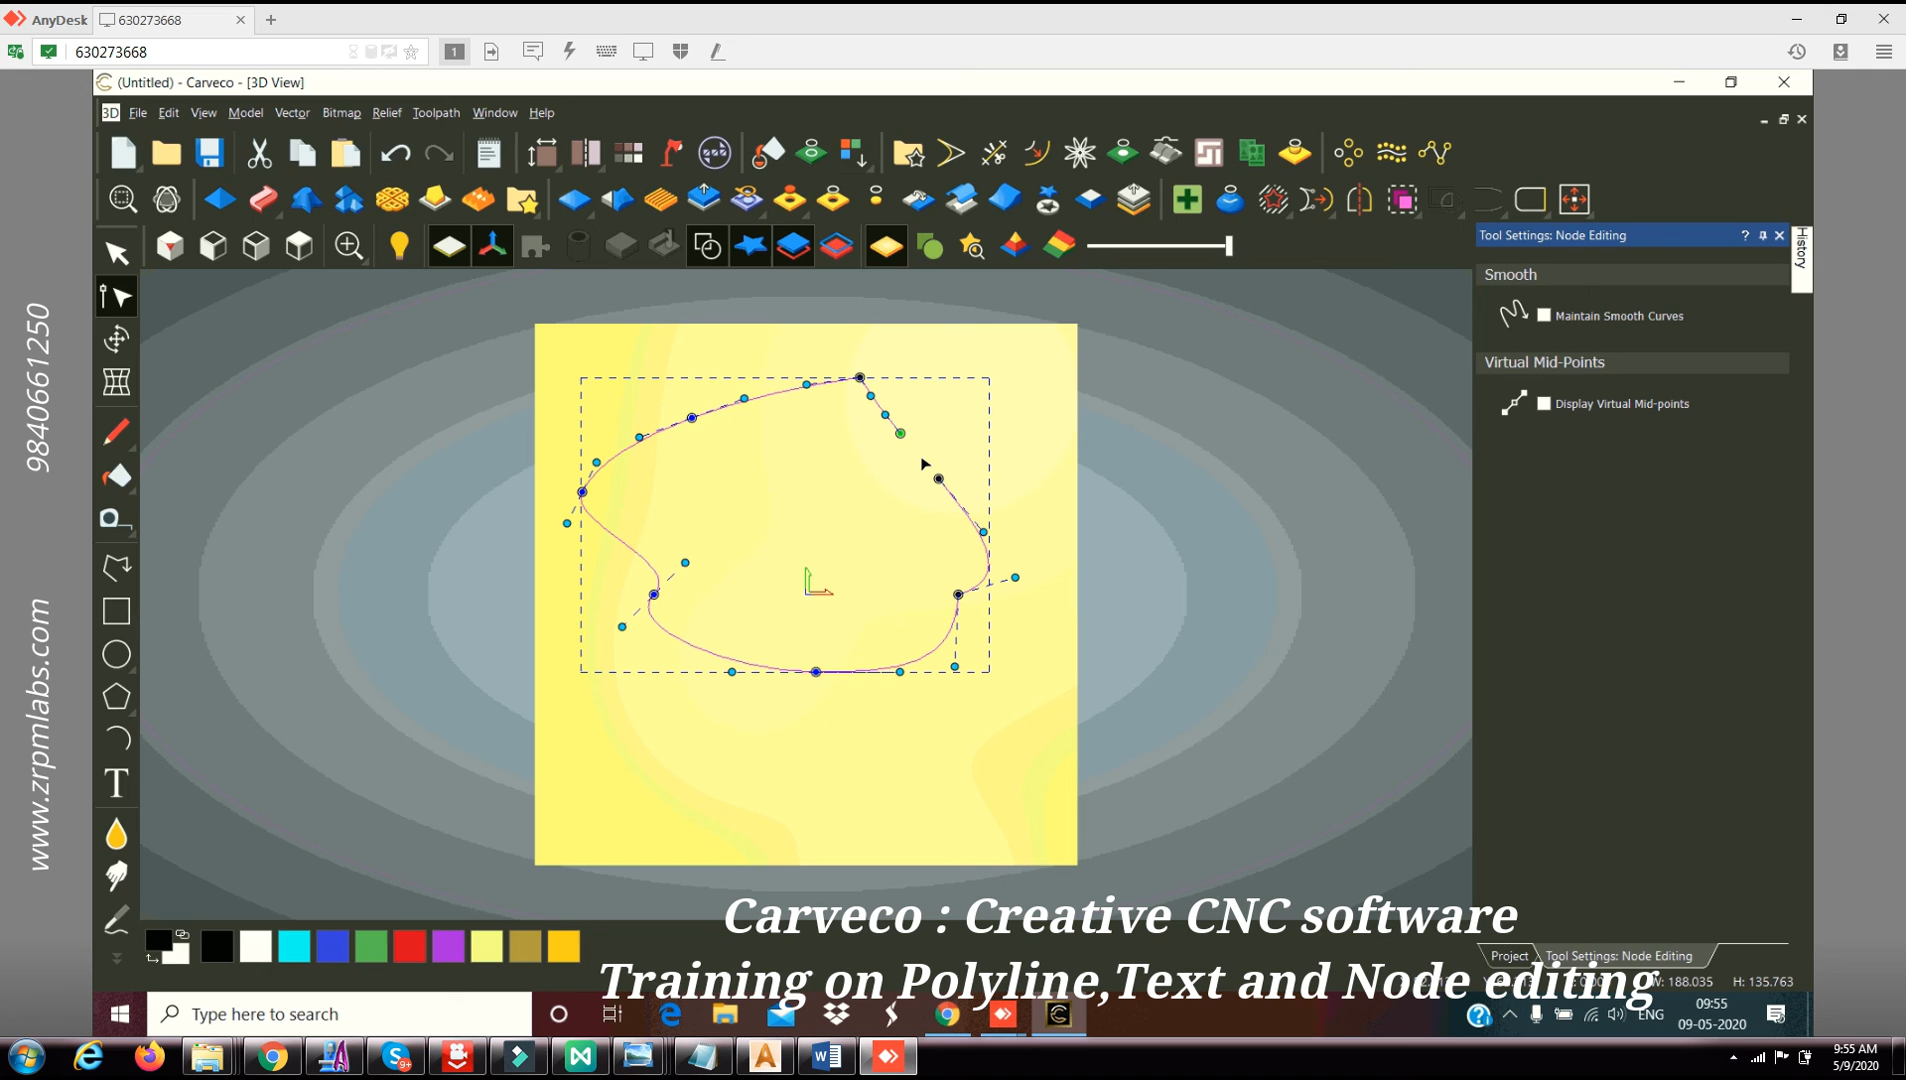 AnyDesk
630273668
630273668
1
(Untitled) - Carveco - [3D View]
3D File Edit View Model Vector Bitmap Relief Toolpath Window Help
Tool Settings: Node Editing
History
Smooth
Maintain Smooth Curves
Virtual Mid-Points
Display Virtual Mid-points
9840661250
www.zrpmlabs.com
T
Carveco : Creative CNC software
Training on Polyline,Text and Node editing
Project
Tool Settings: Node Editing
W: 188.035
H: 135.763
Type here to search
ENG
09:55
09-05-2020
9+
9:55 AM
5/9/2020